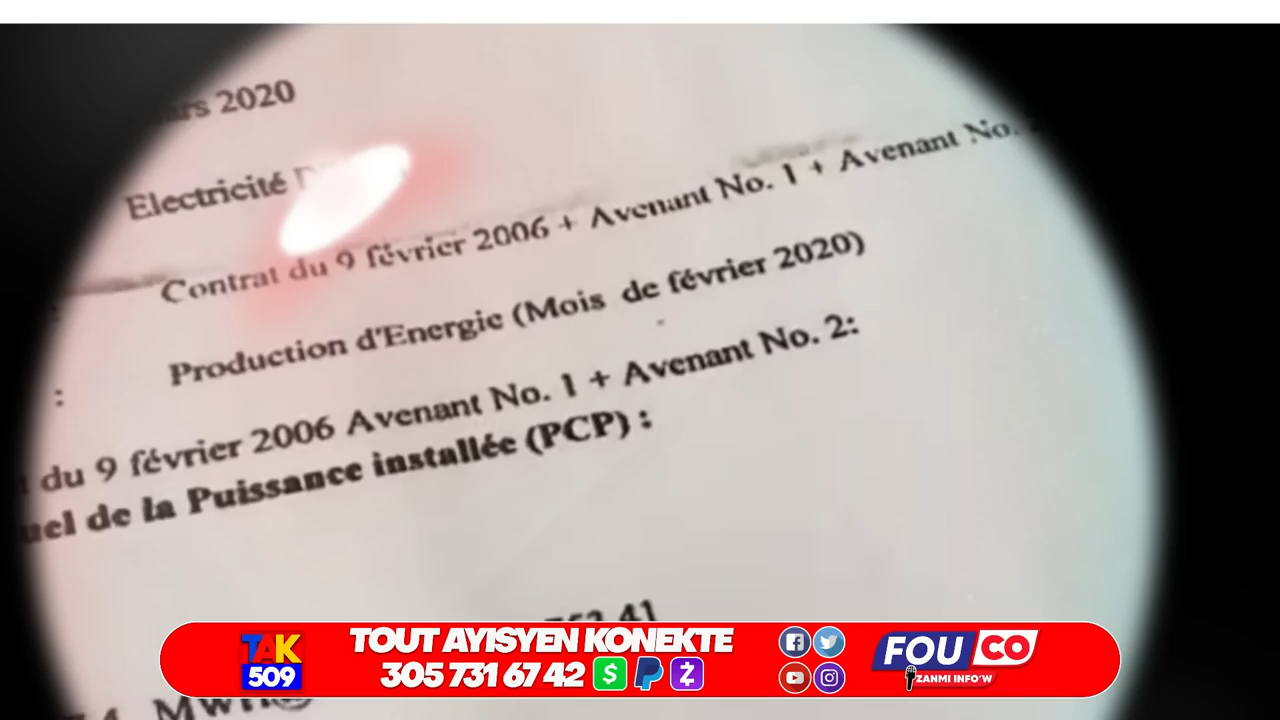 2020
Electricité
Contrat du 9 février 2006 + Avenant No. 1 + Avenant No.
: Production d'Energie (Mois de février 2020)
du 9 février 2006 Avenant No. 1 + Avenant No. 2:
de la Puissance installée (PCP) :
TAK
509
TOUT AYISYEN KONEKTE
305 731 67 42
FOU CO
ZANMI INFO'W